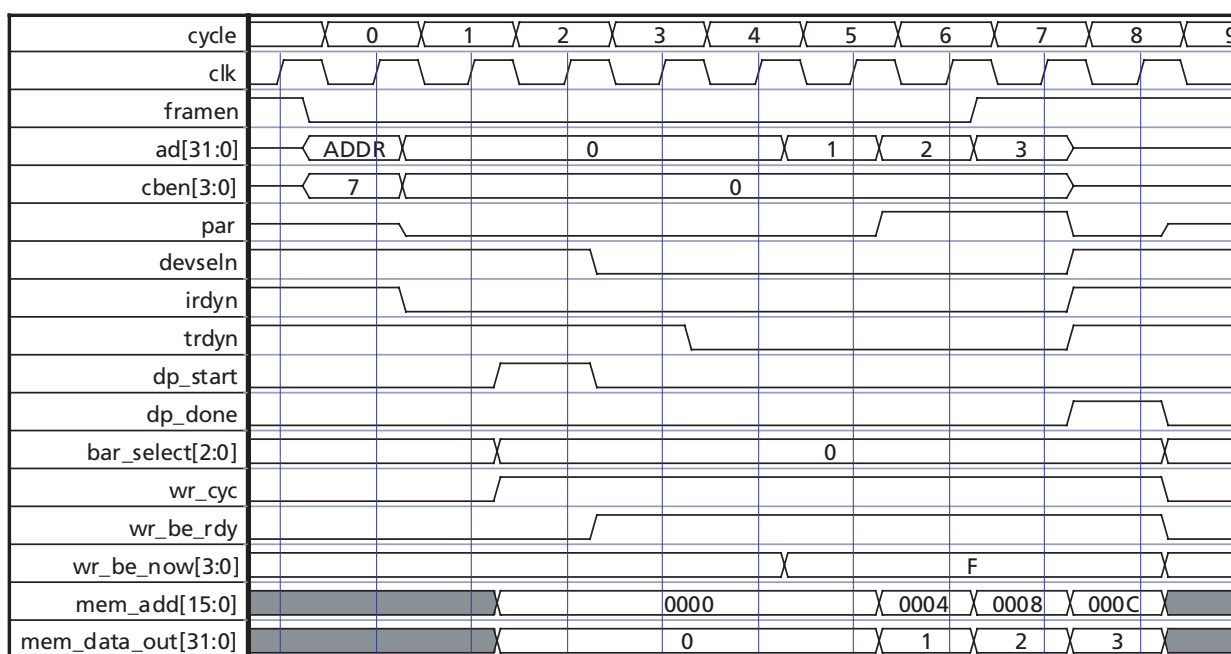 cycle 0 1 2 3 4 5 6 7 8 9
clk
framen
ad[31:0] ADDR 0 1 2 3
cben[3:0] 7 0
par
devseln
irdyn
trdyn
dp_start
dp_done
bar_select[2:0] 0
wr_cyc
wr_be_rdy
wr_be_now[3:0] F
mem_add[15:0] 0000 0004 0008 000C
mem_data_out[31:0] 0 1 2 3